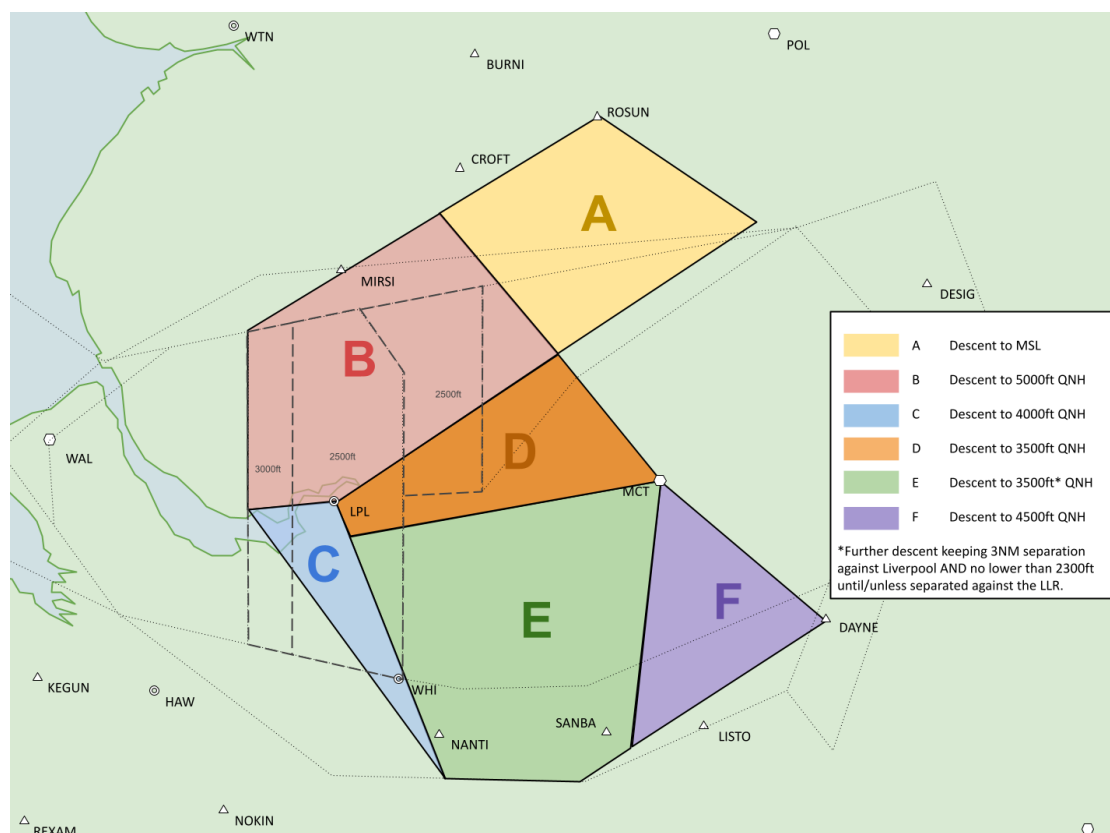 WTN
POL
BURNI
ROSUN
CROFT
A
MIRSI
DESIG
B
2500ft
A Descent to MSL
B Descent to 5000ft QNH
C Descent to 4000ft QNH
D Descent to 3500ft QNH
E Descent to 3500ft* QNH
F Descent to 4500ft QNH
*Further descent keeping 3NM separation
against Liverpool AND no lower than 2300ft
until/unless separated against the LLR.
WAL
3000ft
2500ft
D
MCT
LPL
C
E
F
DAYNE
KEGUN
HAW
WHI
SANBA
LISTO
NANTI
NOKIN
REXAM